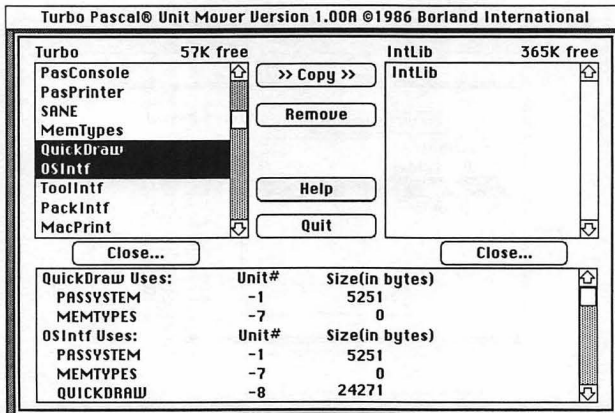 Turbo Pascal® Unit Mover Version 1.00A ©1986 Borland International
Turbo 57K free
PasConsole
PasPrinter
SANE
MemTypes
QuickDraw
OSIntf
ToolIntf
PackIntf
MacPrint
Close...
>> Copy >>
Remove
Help
Quit
IntLib 365K free
IntLib
Close...
QuickDraw Uses: Unit# Size(in bytes)
PASSYSTEM -1 5251
MEMTYPES -7 0
OSIntf Uses: Unit# Size(in bytes)
PASSYSTEM -1 5251
MEMTYPES -7 0
QUICKDRAW -8 24271